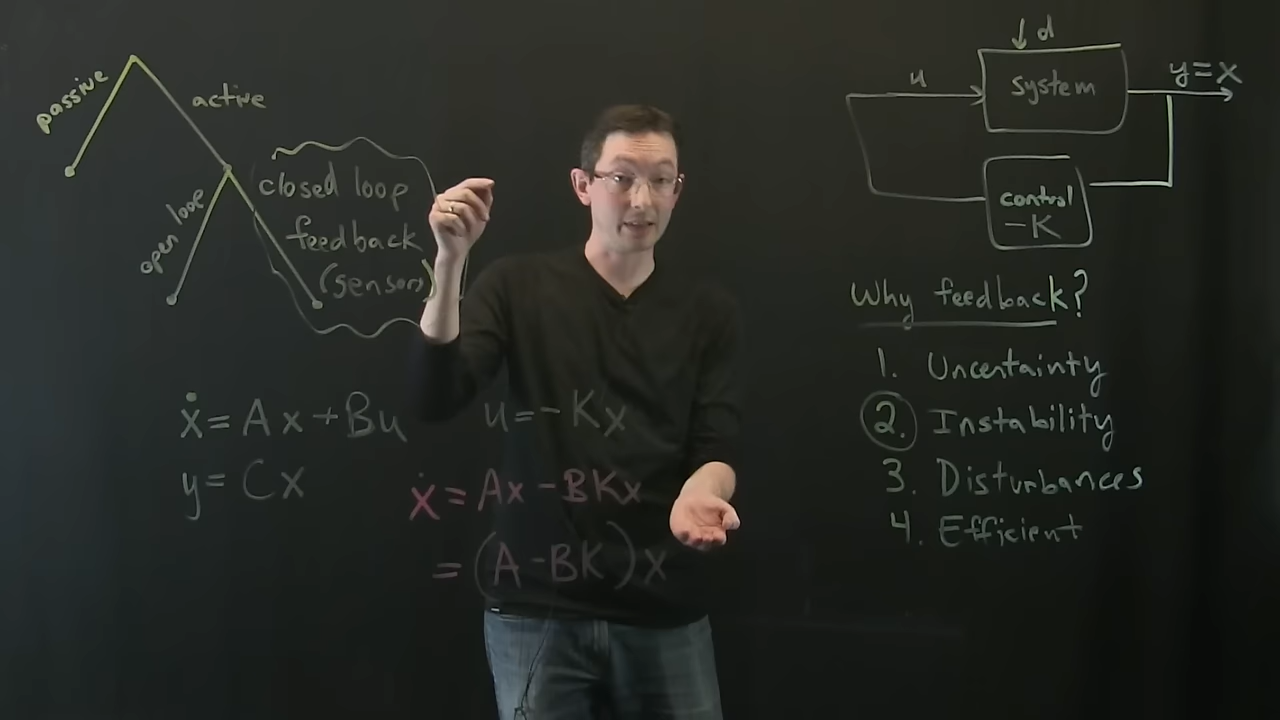 passive
active
open loop
closed loop
feedback
(sensors)
ẋ = Ax + Bu
y = Cx
u = -Kx
ẋ = Ax - BKx
= (A - BK)x
d
u
system
y = x
control
-K
Why feedback?
1. Uncertainty
2. Instability
3. Disturbances
4. Efficient